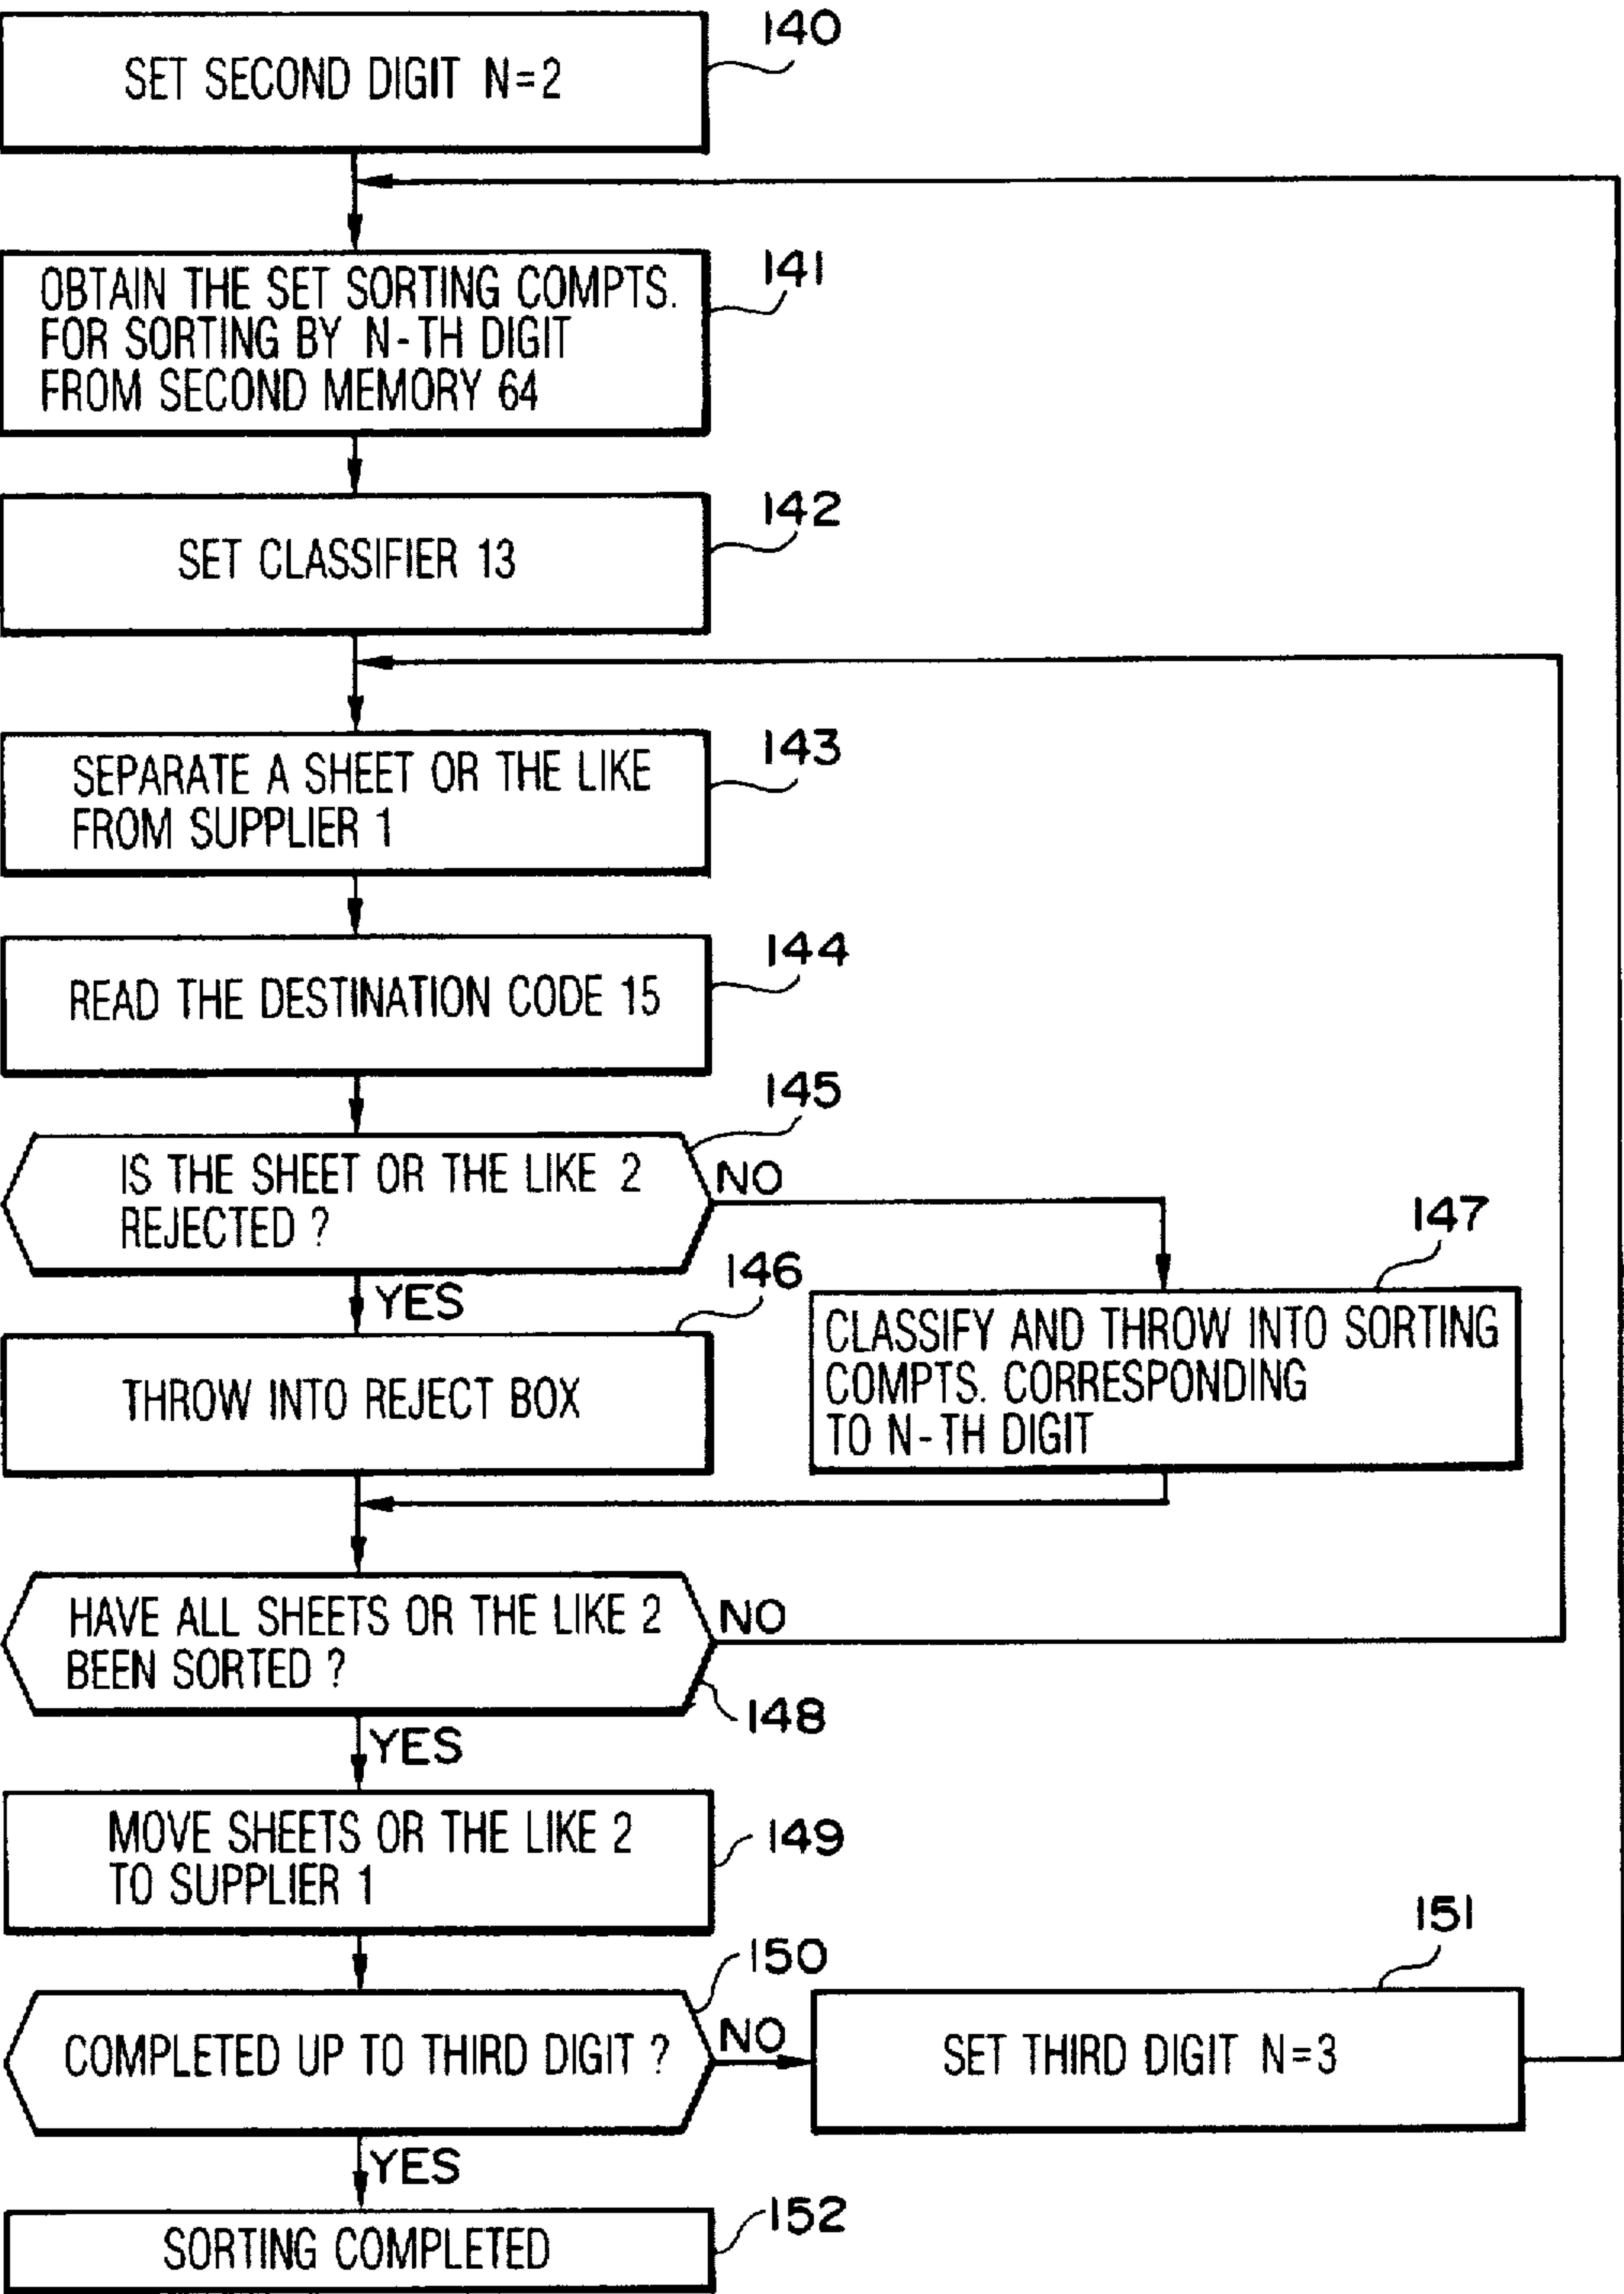 140
SET SECOND DIGIT N=2
141
OBTAIN THE SET SORTING COMPTS.
FOR SORTING BY N-TH DIGIT
FROM SECOND MEMORY 64
142
SET CLASSIFIER 13
143
SEPARATE A SHEET OR THE LIKE
FROM SUPPLIER 1
144
READ THE DESTINATION CODE 15
145
IS THE SHEET OR THE LIKE 2
REJECTED ?
NO
YES
146
THROW INTO REJECT BOX
147
CLASSIFY AND THROW INTO SORTING
COMPTS. CORRESPONDING
TO N-TH DIGIT
HAVE ALL SHEETS OR THE LIKE 2
BEEN SORTED ?
NO
148
YES
MOVE SHEETS OR THE LIKE 2
TO SUPPLIER 1
149
150
COMPLETED UP TO THIRD DIGIT ?
NO
151
SET THIRD DIGIT N=3
YES
152
SORTING COMPLETED